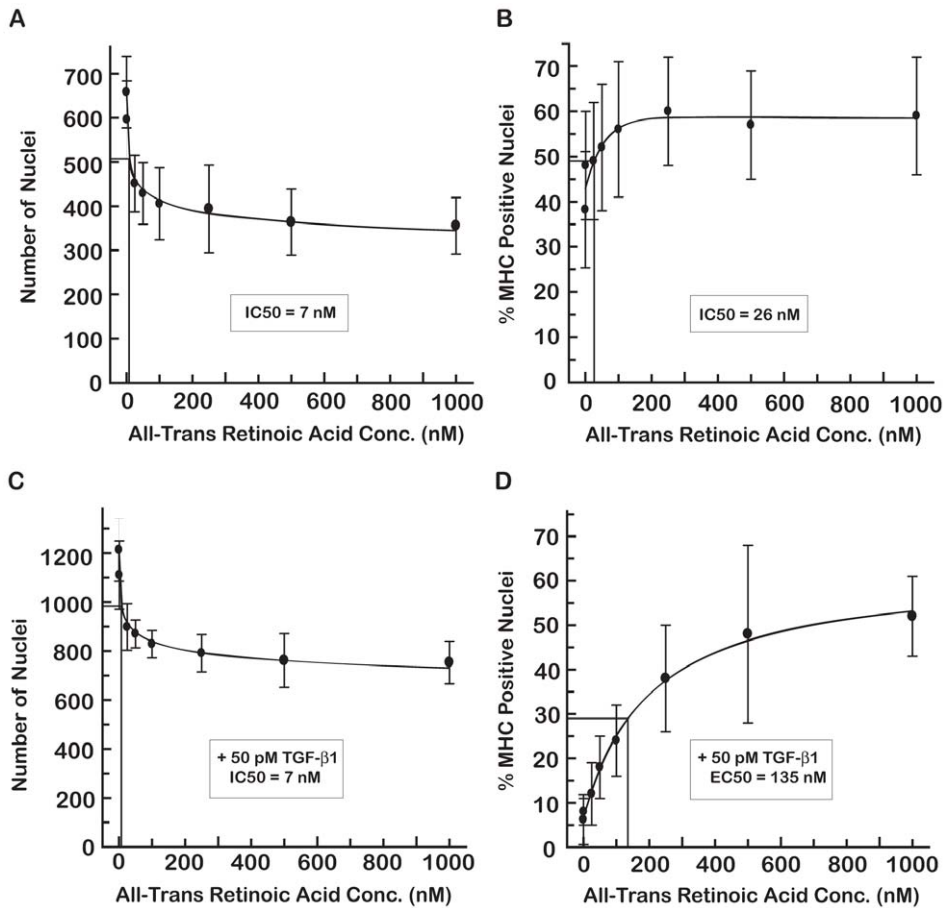 A
Number of Nuclei
700
600
500
400
300
200
100
0
0 200 400 600 800 1000
All-Trans Retinoic Acid Conc. (nM)
IC50 = 7 nM
B
% MHC Positive Nuclei
70
60
50
40
30
20
10
0
0 200 400 600 800 1000
All-Trans Retinoic Acid Conc. (nM)
IC50 = 26 nM
C
Number of Nuclei
1200
1000
800
600
400
200
0
0 200 400 600 800 1000
All-Trans Retinoic Acid Conc. (nM)
+ 50 pM TGF-β1
IC50 = 7 nM
D
% MHC Positive Nuclei
70
60
50
40
30
20
10
0
0 200 400 600 800 1000
All-Trans Retinoic Acid Conc. (nM)
+ 50 pM TGF-β1
EC50 = 135 nM